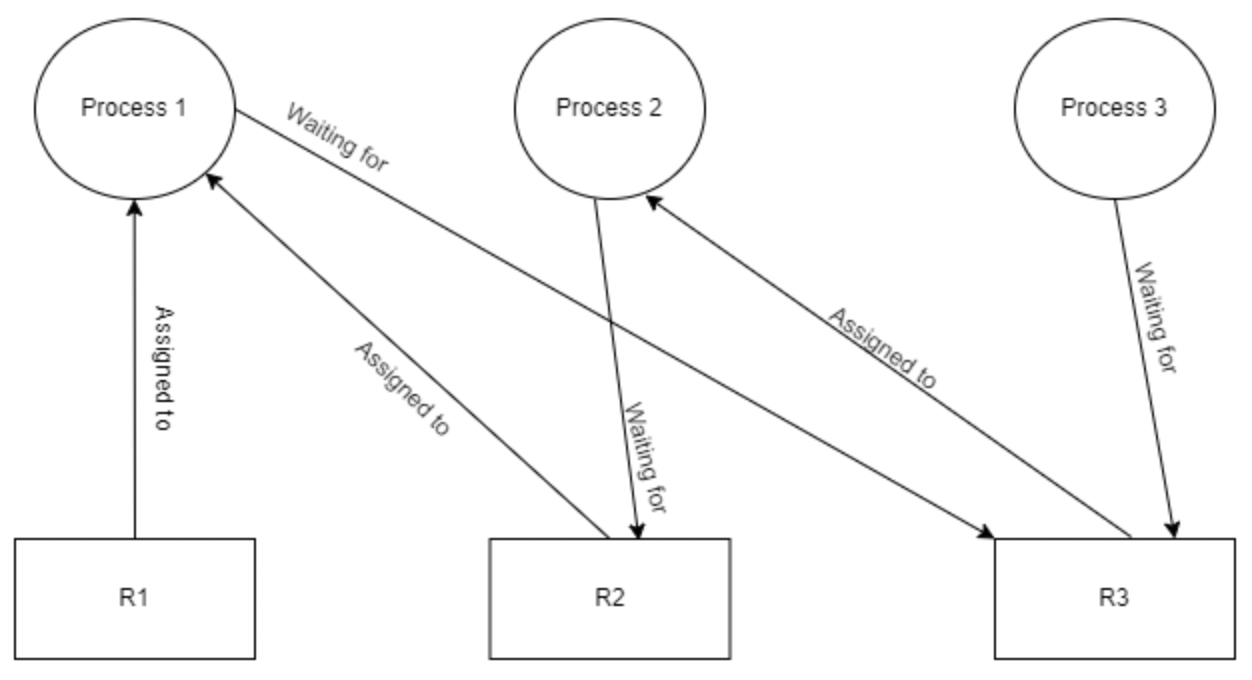 Process 1
Process 2
Process 3
Waiting for
Waiting for
Assigned to
Assigned to
Assigned to
Waiting for
R1
R2
R3